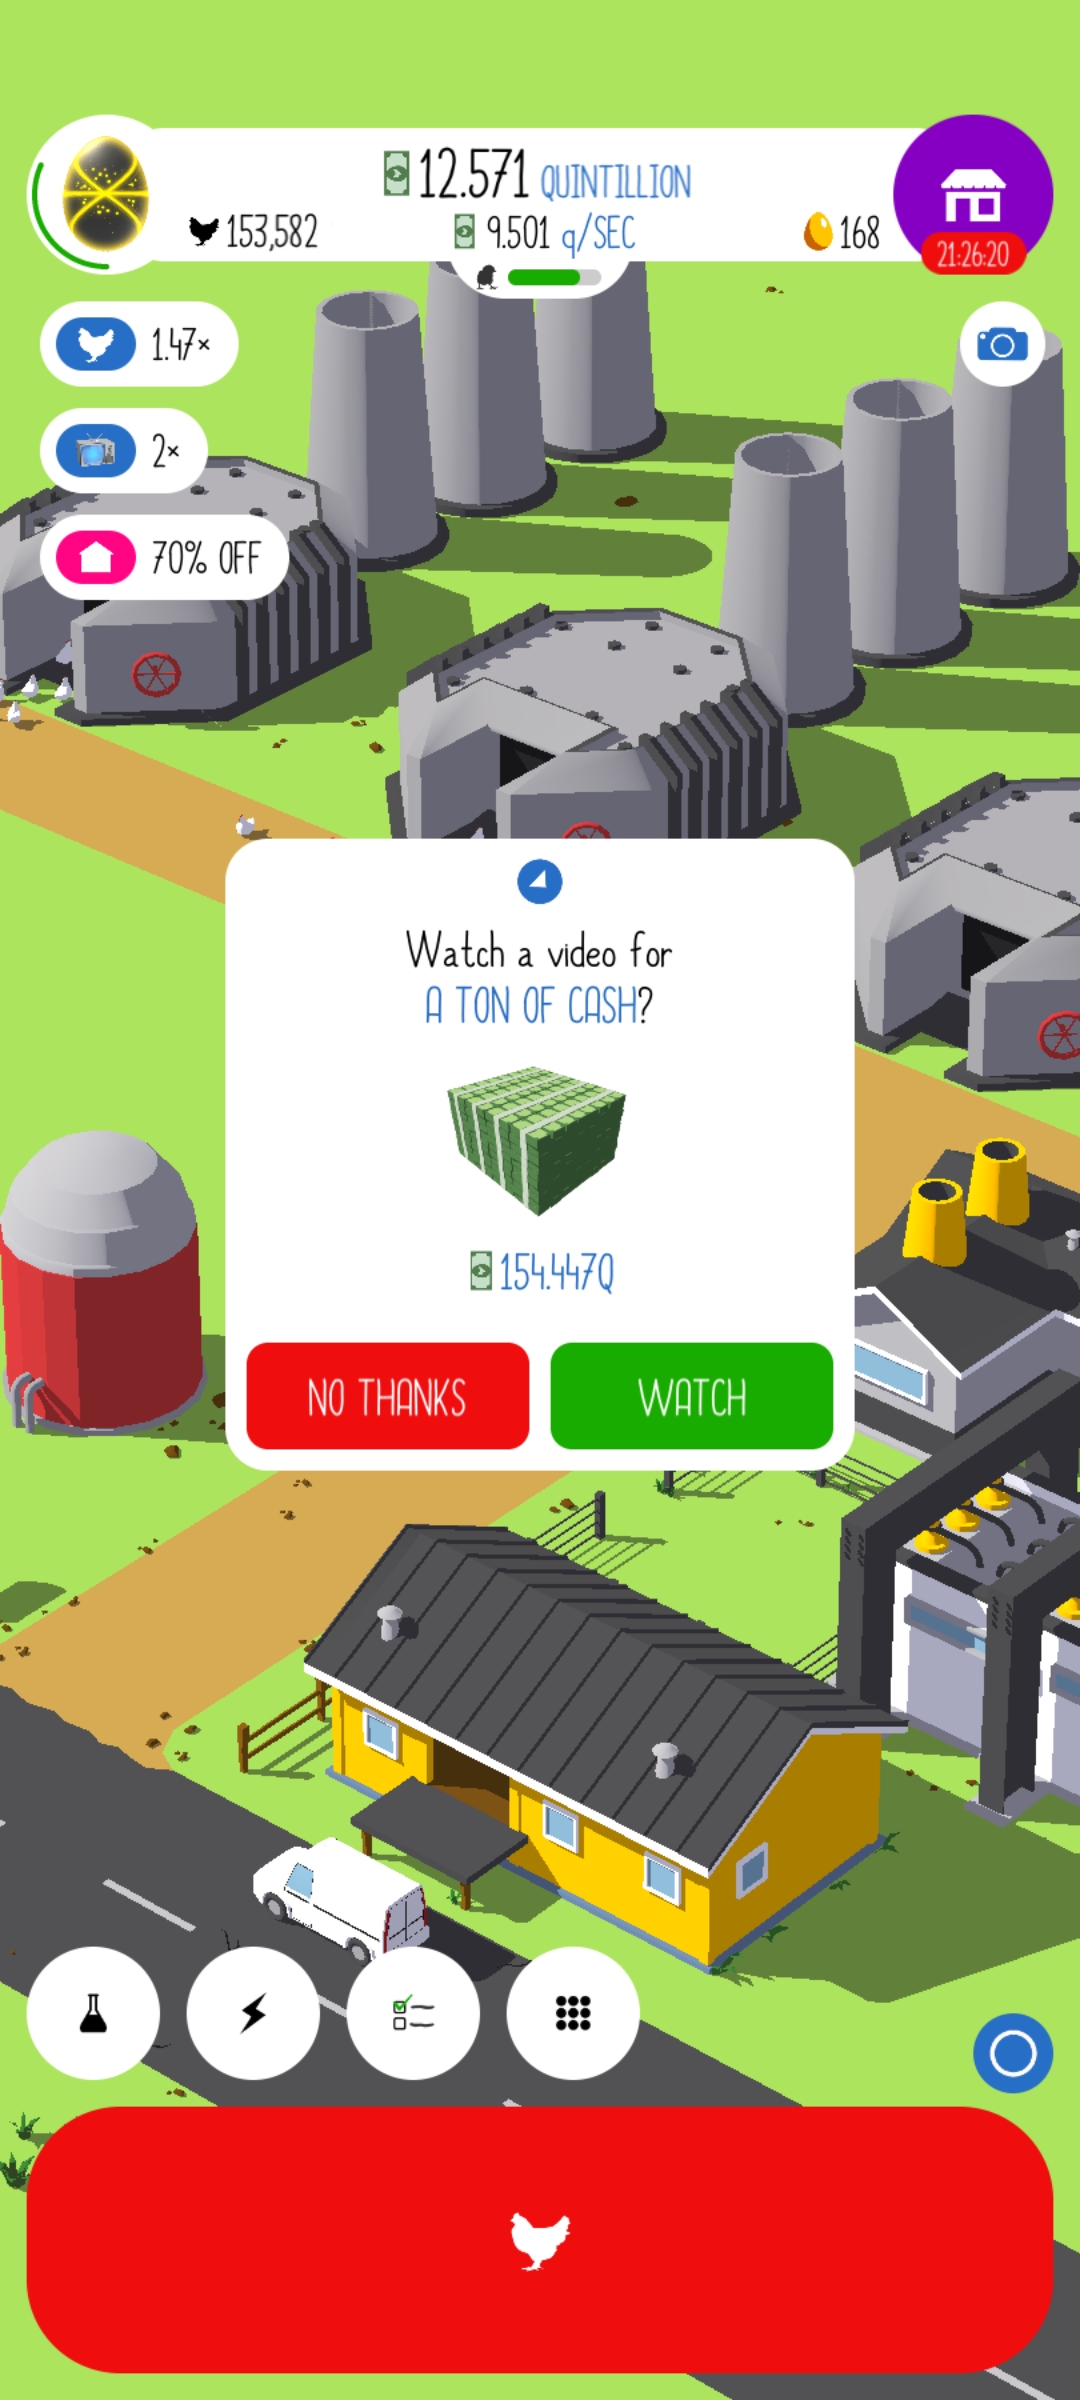 12.571 QUINTILLION
153,582
9.501 q/SEC
168
21:26:20
1.47×
2×
70% OFF
Watch a video for
A TON OF CASH?
154.447Q
NO THANKS
WATCH